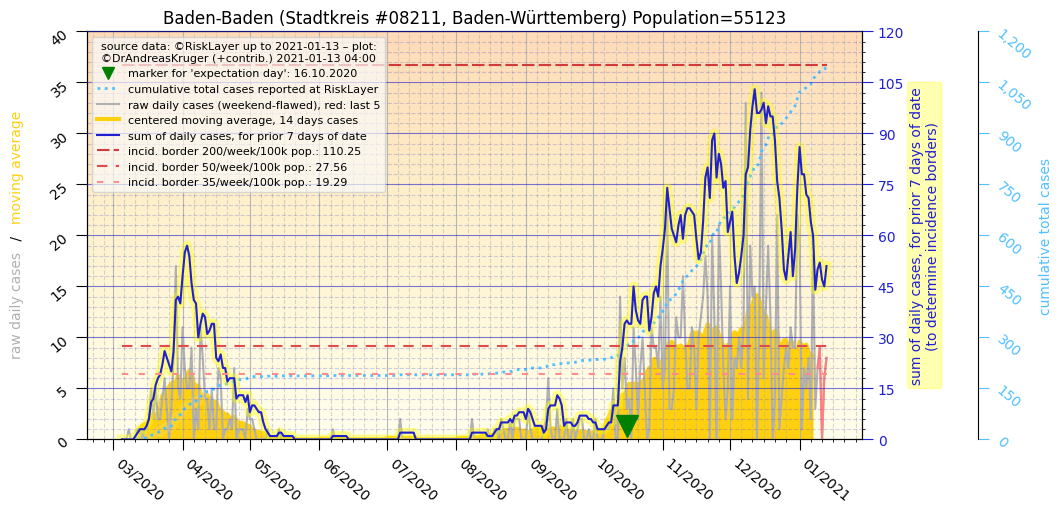 Baden-Baden (Stadtkreis #08211, Baden-Württemberg) Population=55123
source data: ©RiskLayer up to 2021-01-13 – plot:
©DrAndreasKruger (+contrib.) 2021-01-13 04:00
marker for 'expectation day': 16.10.2020
cumulative total cases reported at RiskLayer
raw daily cases (weekend-flawed), red: last 5
centered moving average, 14 days cases
sum of daily cases, for prior 7 days of date
incid. border 200/week/100k pop.: 110.25
incid. border 50/week/100k pop.: 27.56
incid. border 35/week/100k pop.: 19.29
raw daily cases / moving average
40
35
30
25
20
15
10
5
0
03/2020
04/2020
05/2020
06/2020
07/2020
08/2020
09/2020
10/2020
11/2020
12/2020
01/2021
120
105
90
75
60
45
30
15
0
sum of daily cases, for prior 7 days of date
(to determine incidence borders)
1,200
1,050
900
750
600
450
300
150
0
cumulative total cases